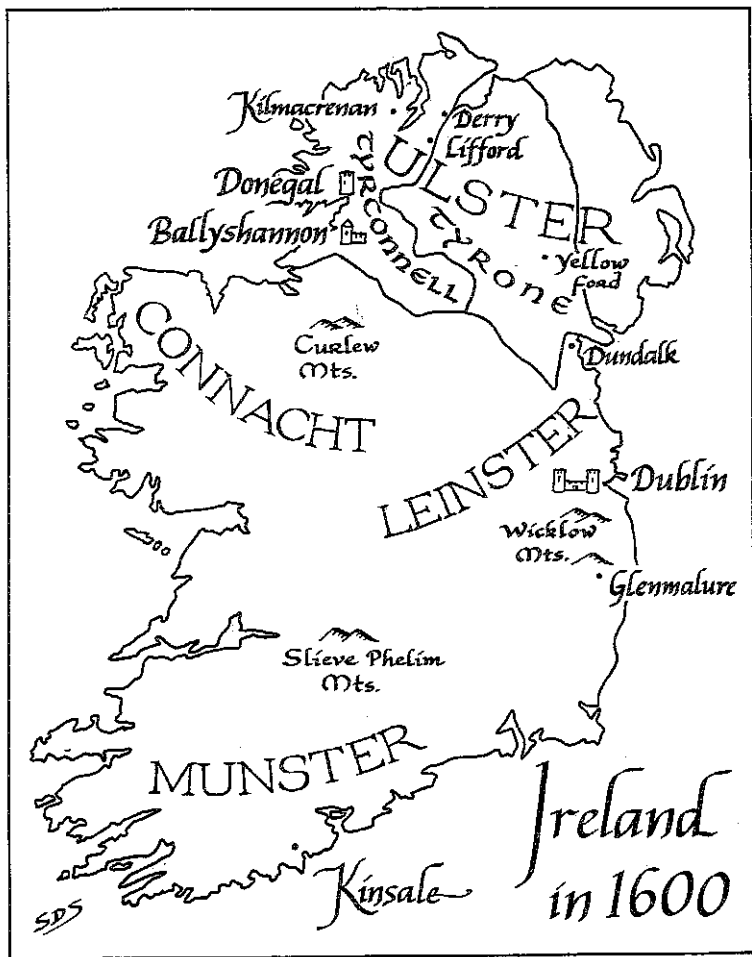 Kilmacrenan
Derry
Lifford
Donegal
Ballyshannon
TYRCONNELL
ULSTER
TYRONE
Yellow
Ford
CONNACHT
Curlew
Mts.
Dundalk
LEINSTER
Dublin
Wicklow
Mts.
Glenmalure
Slieve Phelim
Mts.
MUNSTER
Ireland
in 1600
Kinsale
SDS